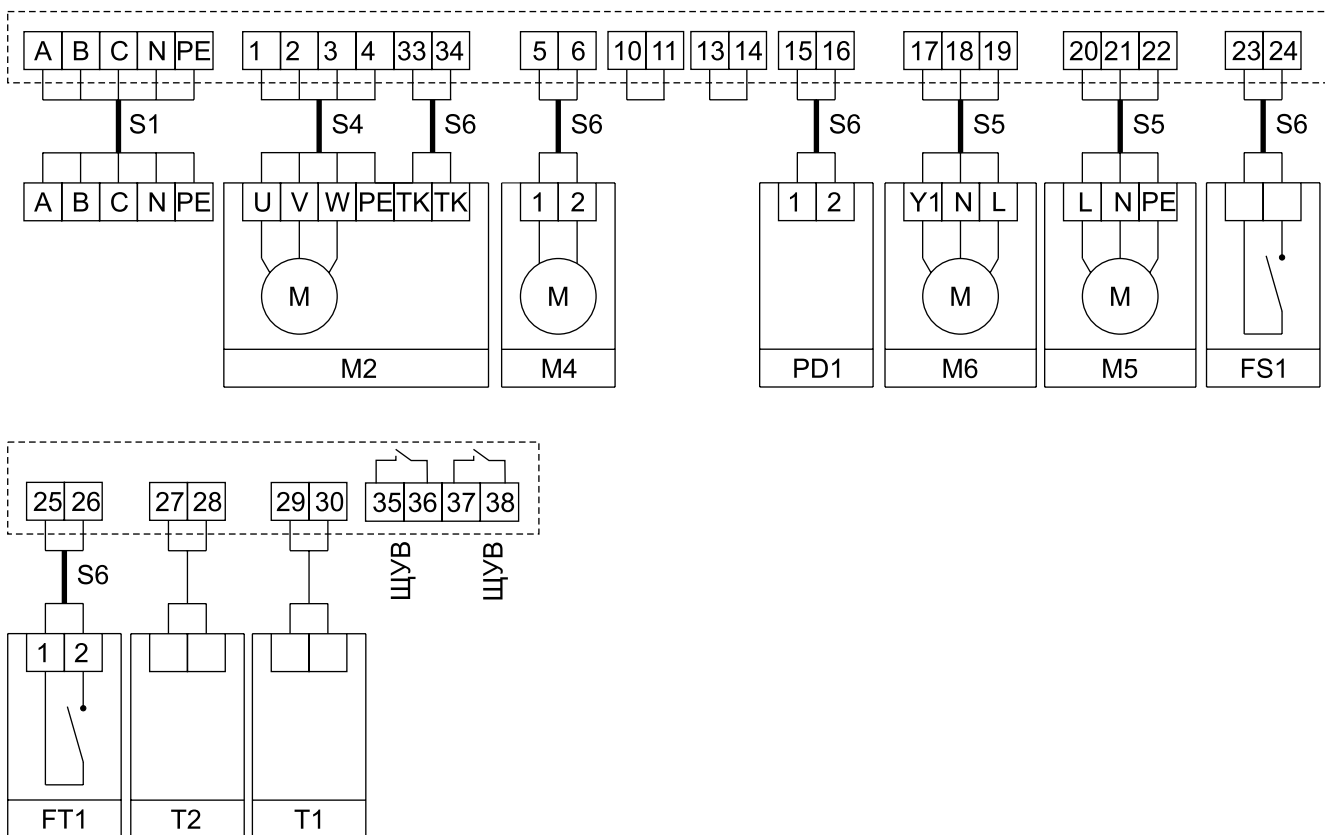 A B C N PE 1 2 3 4 33 34 5 6 10 11 13 14 15 16 17 18 19 20 21 22 23 24
S1 S4 S6 S6 S6 S5 S5 S6
A B C N PE U V W PE TK TK 1 2 1 2 Y1 N L L N PE
M M M M
M2 M4 PD1 M6 M5 FS1
25 26 27 28 29 30 35 36 37 38
S6 ЩУВ ЩУВ
1 2
FT1 T2 T1